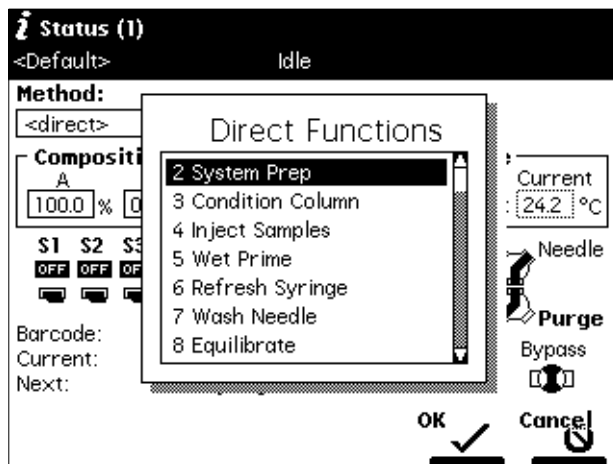 i Status (1)
<Default> Idle
Method:
<direct>
Direct Functions
2 System Prep
3 Condition Column
4 Inject Samples
5 Wet Prime
6 Refresh Syringe
7 Wash Needle
8 Equilibrate
A
100.0 %
Current
24.2 °C
S1 S2
OFF OFF
Needle
Purge
Bypass
Barcode:
Current:
Next:
OK Cancel